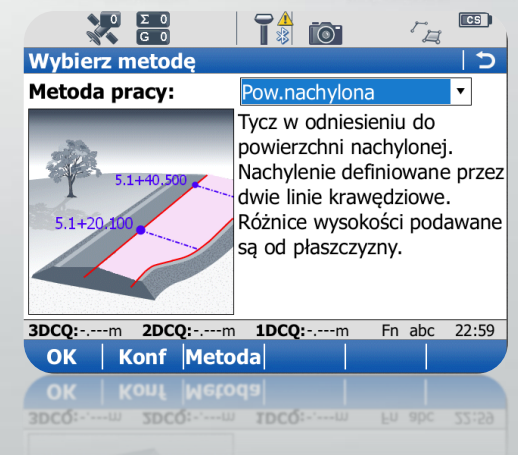 0 Σ 0
G 0
CS
Wybierz metodę
Metoda pracy: Pow.nachylona
5.1+40.500
5.1+20.100
Tycz w odniesieniu do
powierzchni nachylonej.
Nachylenie definiowane przez
dwie linie krawędziowe.
Różnice wysokości podawane
są od płaszczyzny.
3DCQ:-.---m 2DCQ:-.---m 1DCQ:-.---m Fn abc 22:59
OK Konf Metoda